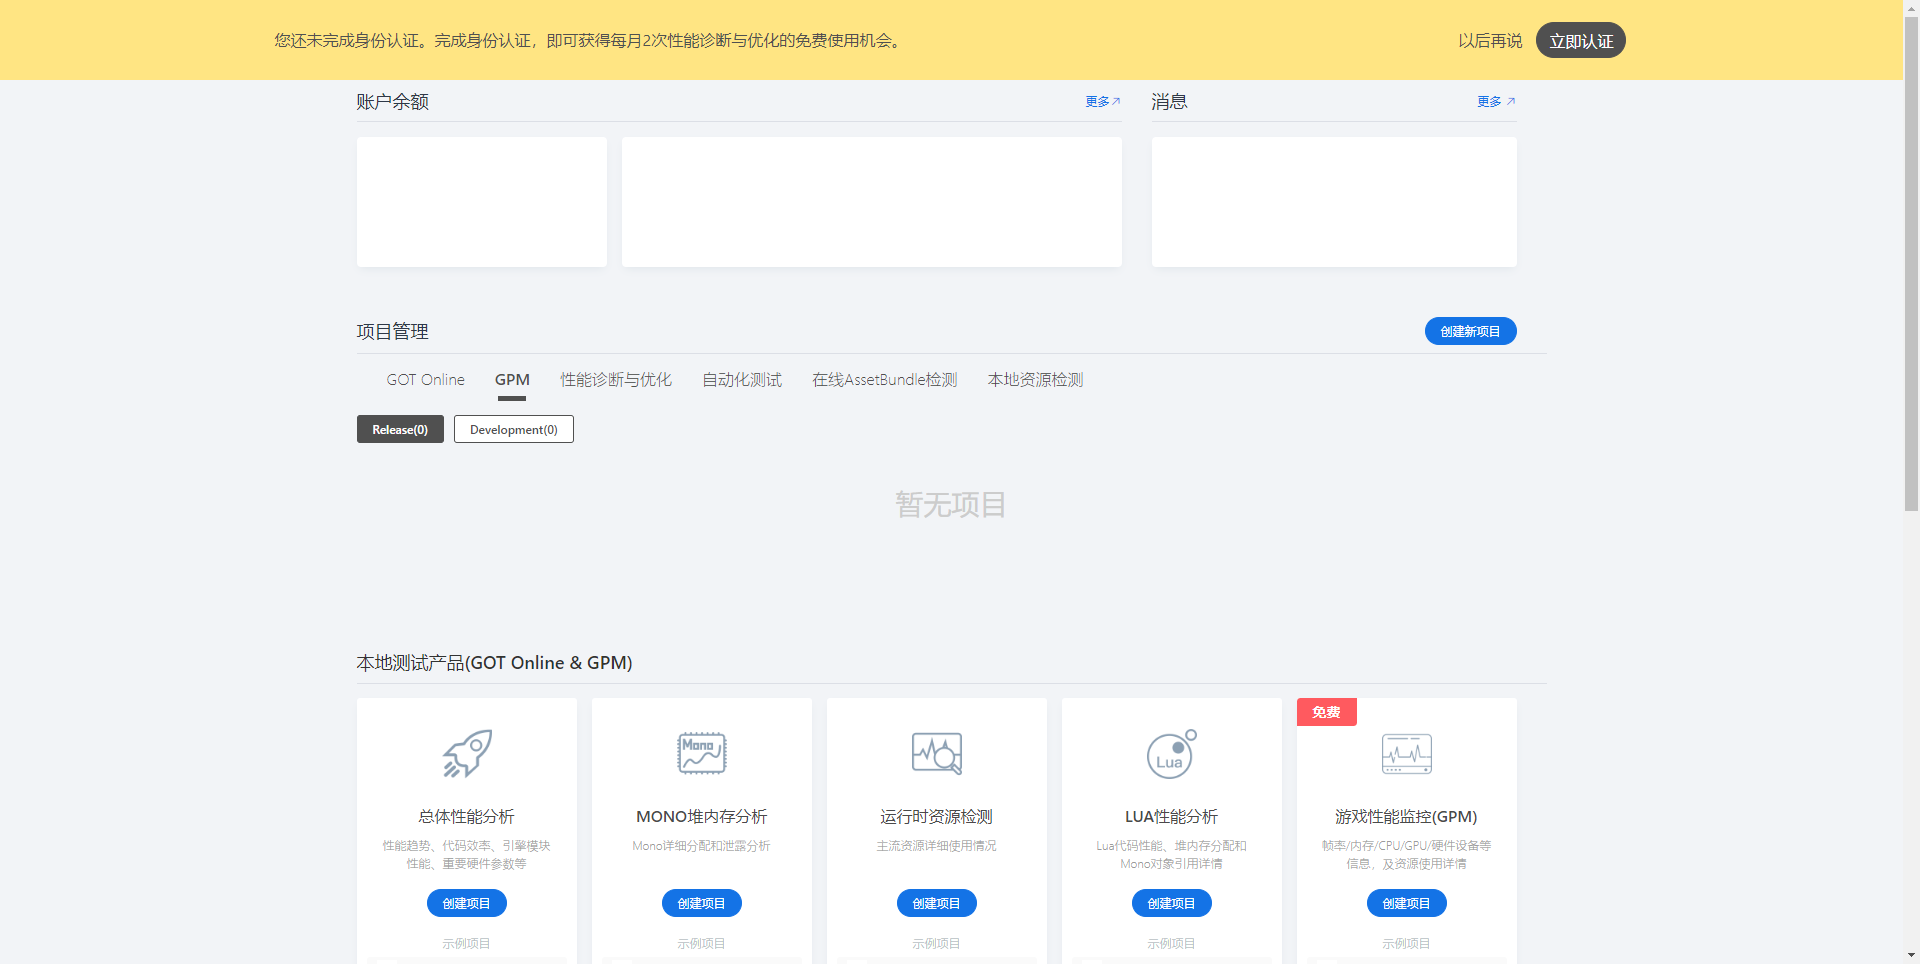 您还未完成身份认证。完成身份认证，即可获得每月2次性能诊断与优化的免费使用机会。
以后再说
立即认证
账户余额
更多
消息
更多
项目管理
创建新项目
GOT Online
GPM
性能诊断与优化
自动化测试
在线AssetBundle检测
本地资源检测
Release(0)
Development(0)
暂无项目
本地测试产品(GOT Online & GPM)
总体性能分析
性能趋势、代码效率、引擎模块
性能、重要硬件参数等
创建项目
示例项目
Mono
MONO堆内存分析
Mono详细分配和泄露分析
创建项目
示例项目
运行时资源检测
主流资源详细使用情况
创建项目
示例项目
Lua
LUA性能分析
Lua代码性能、堆内存分配和
Mono对象引用详情
创建项目
示例项目
免费
游戏性能监控(GPM)
帧率/内存/CPU/GPU/硬件设备等
信息，及资源使用详情
创建项目
示例项目